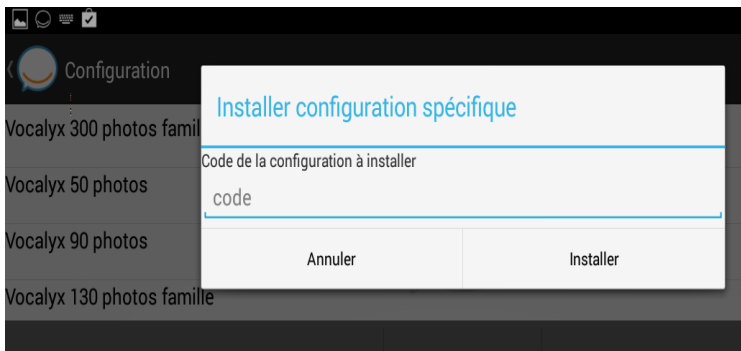 Configuration
Installer configuration spécifique
Vocalyx 300 photos famil
Code de la configuration à installer
code
Vocalyx 50 photos
Vocalyx 90 photos
Annuler
Installer
Vocalyx 130 photos famille